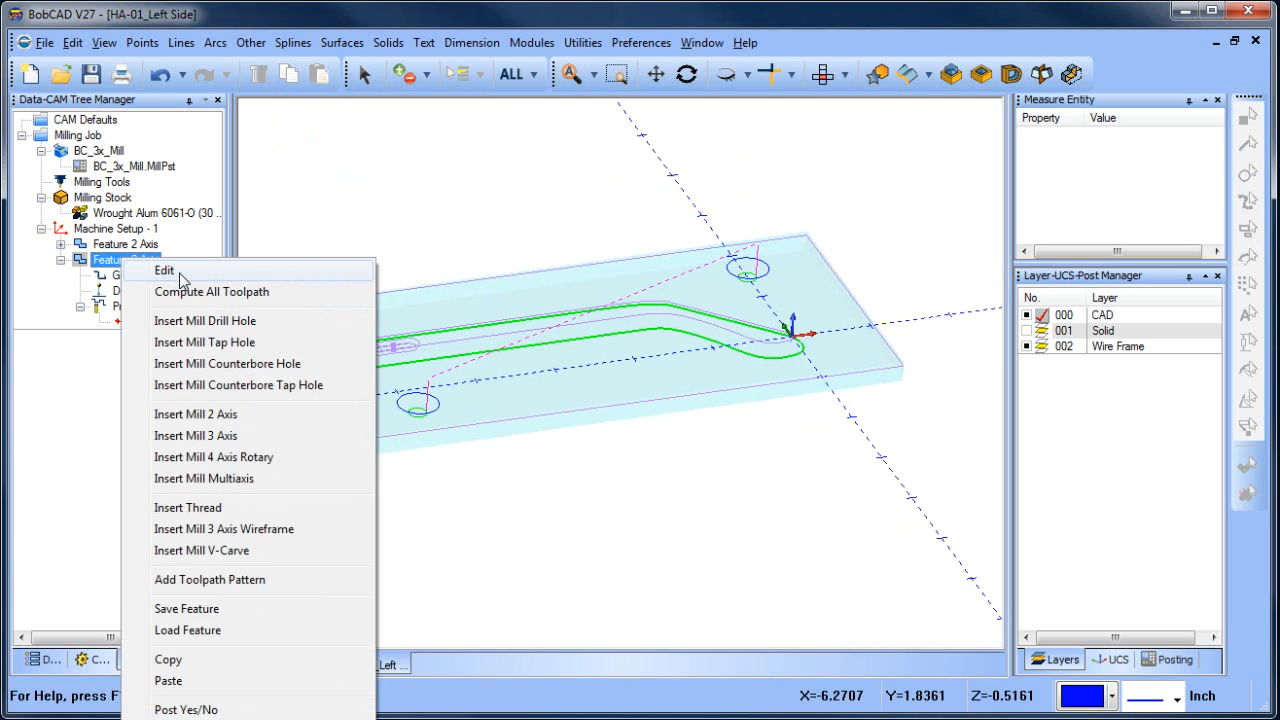 BobCAD V27 - [HA-01_Left Side]
File Edit View Points Lines Arcs Other Splines Surfaces Solids Text Dimension Modules Utilities Preferences Window Help
ALL
Data-CAM Tree Manager
CAM Defaults
Milling Job
BC_3x_Mill
BC_3x_Mill.MillPst
Milling Tools
Milling Stock
Wrought Alum 6061-O (30 ...
Machine Setup - 1
Feature 2 Axis
Edit
Compute All Toolpath
Insert Mill Drill Hole
Insert Mill Tap Hole
Insert Mill Counterbore Hole
Insert Mill Counterbore Tap Hole
Insert Mill 2 Axis
Insert Mill 3 Axis
Insert Mill 4 Axis Rotary
Insert Mill Multiaxis
Insert Thread
Insert Mill 3 Axis Wireframe
Insert Mill V-Carve
Add Toolpath Pattern
Save Feature
Load Feature
Copy
Paste
Post Yes/No
D... C...
Left ...
Measure Entity
Property Value
Layer-UCS-Post Manager
No. Layer
000 CAD
001 Solid
002 Wire Frame
Layers UCS Posting
For Help, press F
X=-6.2707 Y=1.8361 Z=-0.5161 Inch